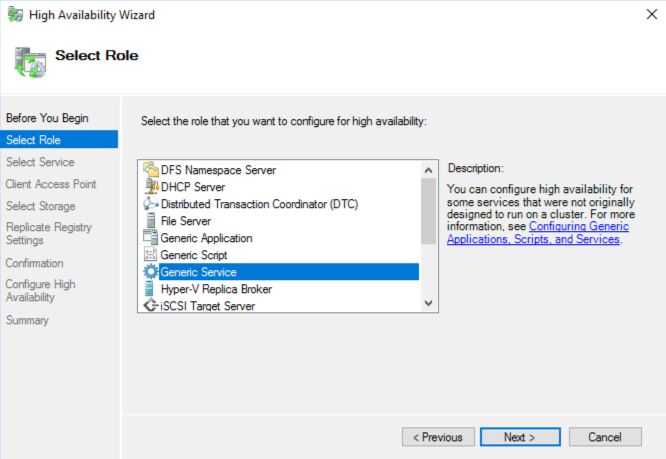 High Availability Wizard
Select Role
Before You Begin
Select Role
Select Service
Client Access Point
Select Storage
Replicate Registry
Settings
Confirmation
Configure High
Availability
Summary
Select the role that you want to configure for high availability:
DFS Namespace Server
DHCP Server
Distributed Transaction Coordinator (DTC)
File Server
Generic Application
Generic Script
Generic Service
Hyper-V Replica Broker
iSCSI Target Server
Description:
You can configure high availability for
some services that were not originally
designed to run on a cluster. For more
information, see Configuring Generic
Applications, Scripts, and Services.
< Previous
Next >
Cancel